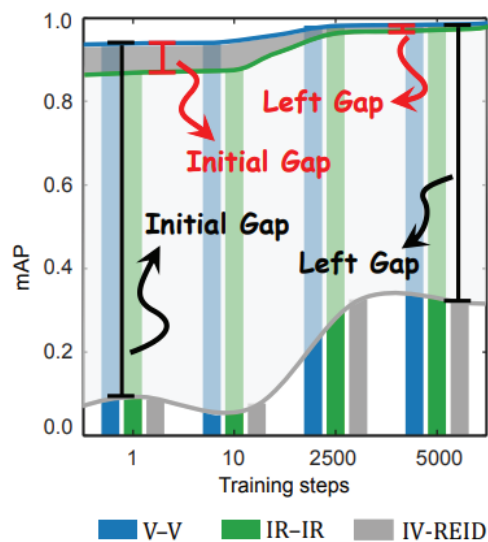 1.0
0.8
0.6
0.4
0.2
0.0
mAP
Left Gap
Initial Gap
Initial Gap
Left Gap
1 10 2500 5000
Training steps
V–V IR–IR IV-REID